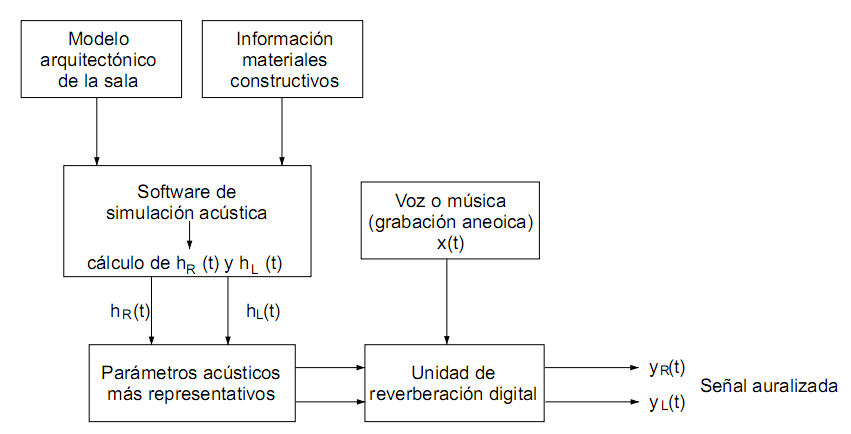 Modelo
arquitectónico
de la sala
Información
materiales
constructivos
Software de
simulación acústica
cálculo de hR (t) y hL (t)
Voz o música
(grabación aneoica)
x(t)
hR(t)
hL(t)
Parámetros acústicos
más representativos
Unidad de
reverberación digital
yR(t)
yL(t)
Señal auralizada